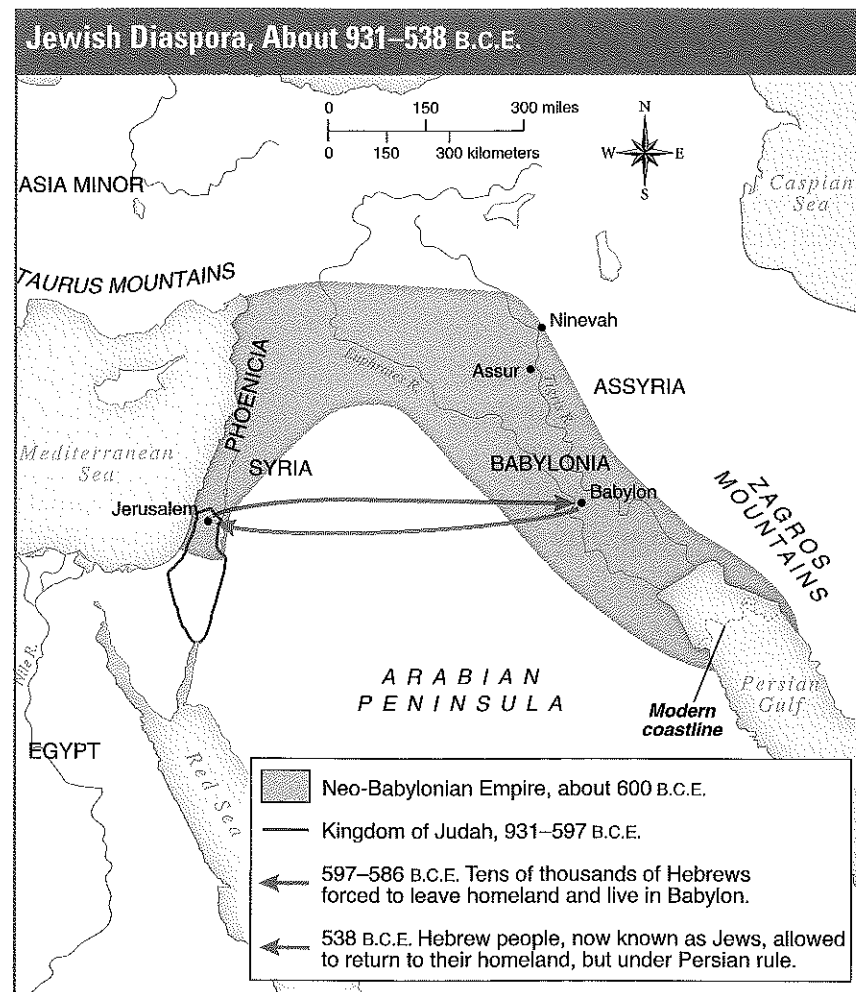 Jewish Diaspora, About 931–538 B.C.E.
0 150 300 miles
0 150 300 kilometers
N
W E
S
ASIA MINOR
Caspian
Sea
TAURUS MOUNTAINS
Ninevah
Euphrates R.
Assur
Tigris R.
ASSYRIA
PHOENICIA
Mediterranean
Sea
SYRIA
BABYLONIA
Babylon
Jerusalem
ZAGROS
MOUNTAINS
Nile R.
ARABIAN
PENINSULA
Persian
Gulf
Modern
coastline
EGYPT
Red Sea
Neo-Babylonian Empire, about 600 B.C.E.
Kingdom of Judah, 931–597 B.C.E.
597–586 B.C.E. Tens of thousands of Hebrews
forced to leave homeland and live in Babylon.
538 B.C.E. Hebrew people, now known as Jews, allowed
to return to their homeland, but under Persian rule.